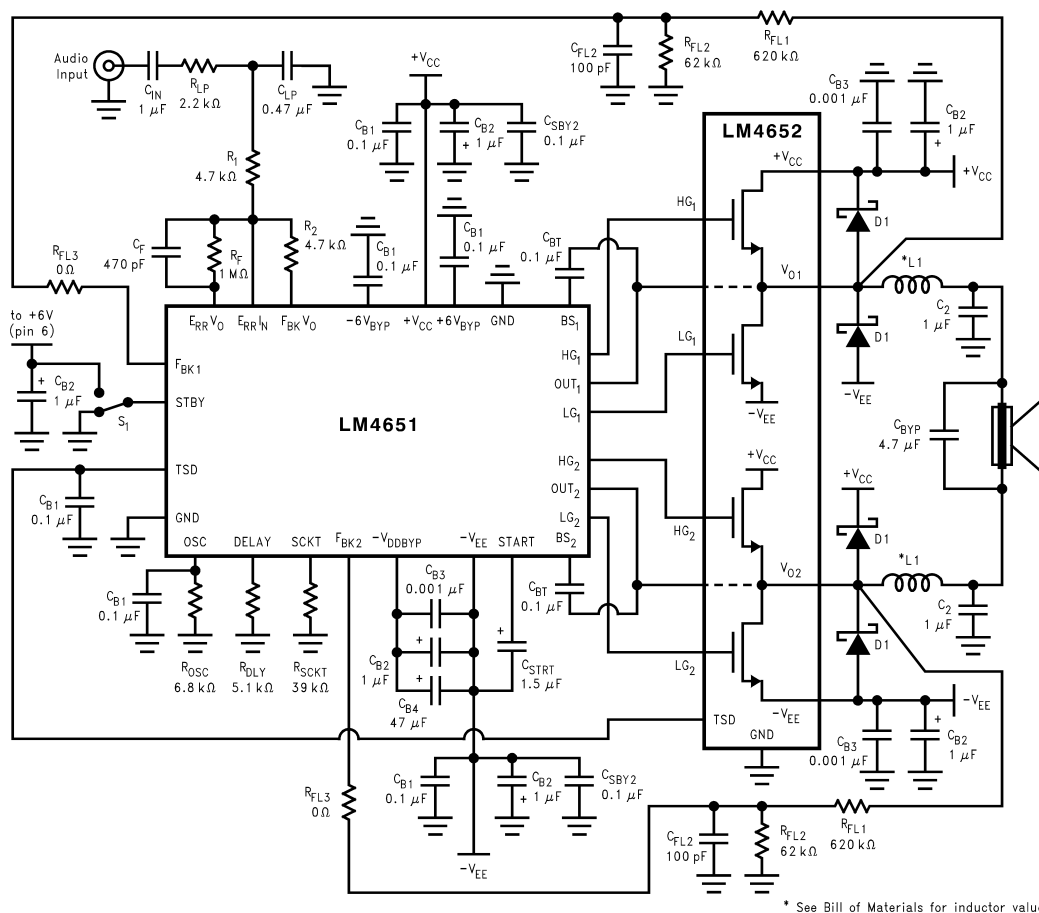 Audio
Input
C_IN
1 μF
R_LP
2.2 kΩ
C_LP
0.47 μF
+V_CC
C_FL2
100 pF
R_FL2
62 kΩ
R_FL1
620 kΩ
C_B1
0.1 μF
C_B2
+
1 μF
C_SBY2
0.1 μF
R_1
4.7 kΩ
C_F
470 pF
R_F
1 MΩ
R_2
4.7 kΩ
C_B1
0.1 μF
C_B1
0.1 μF
C_BT
0.1 μF
R_FL3
0Ω
to +6V
(pin 6)
+
C_B2
1 μF
S_1
C_B1
0.1 μF
LM4651
E_RR V_O
E_RR I_N
F_BK V_O
-6V_BYP
+V_CC
+6V_BYP
GND
BS_1
F_BK1
STBY
TSD
GND
HG_1
OUT_1
LG_1
HG_2
OUT_2
LG_2
OSC
DELAY
SCKT
F_BK2
-V_DDBYP
-V_EE
START
BS_2
LM4652
+V_CC
HG_1
V_O1
LG_1
-V_EE
+V_CC
HG_2
V_O2
LG_2
-V_EE
TSD
GND
C_B3
0.001 μF
C_B2
1 μF
+
+V_CC
D1
*L1
C_2
1 μF
D1
-V_EE
C_BYP
4.7 μF
+V_CC
D1
*L1
C_2
1 μF
D1
-V_EE
C_B3
0.001 μF
+
C_B2
1 μF
C_B1
0.1 μF
R_OSC
6.8 kΩ
R_DLY
5.1 kΩ
R_SCKT
39 kΩ
C_B3
0.001 μF
+
C_B2
1 μF
+
C_B4
47 μF
+
C_STRT
1.5 μF
C_BT
0.1 μF
R_FL3
0Ω
C_B1
0.1 μF
C_B2
+
1 μF
C_SBY2
0.1 μF
-V_EE
C_FL2
100 pF
R_FL2
62 kΩ
R_FL1
620 kΩ
* See Bill of Materials for inductor value